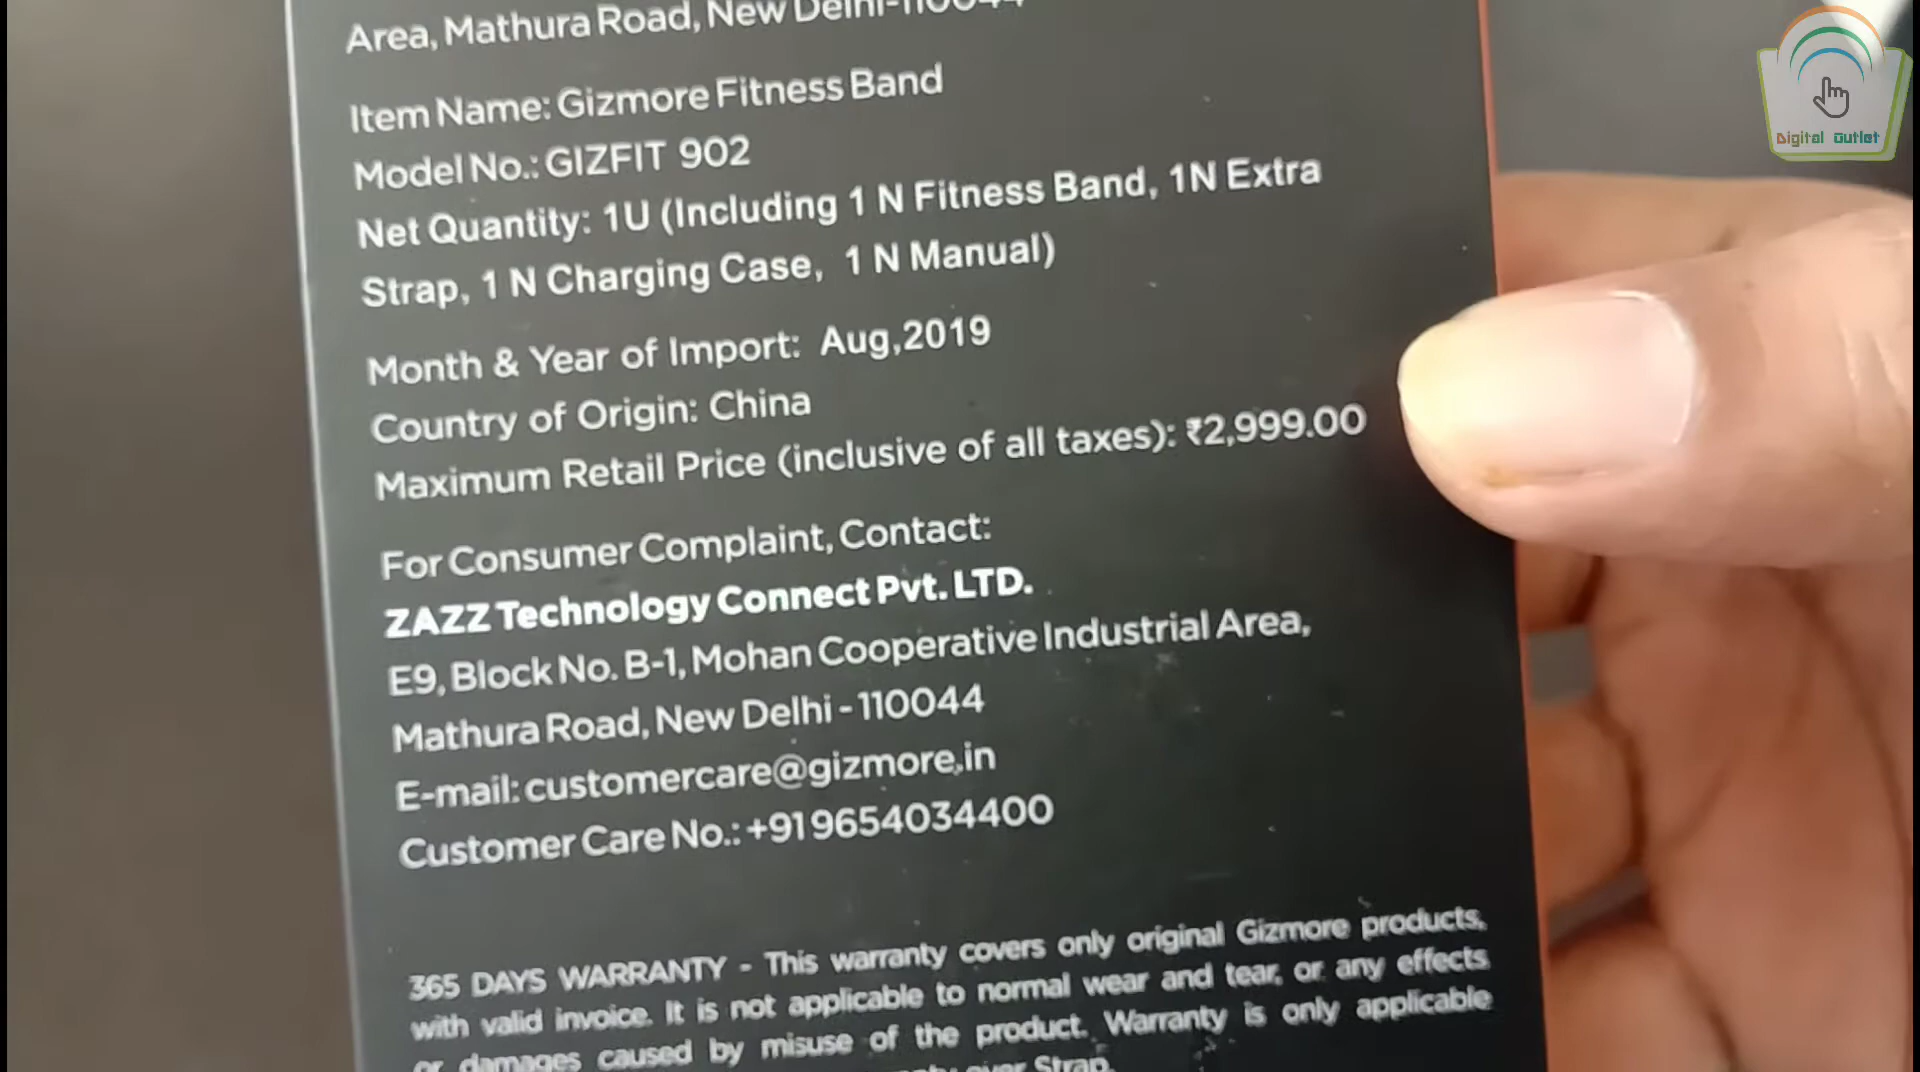 Area, Mathura Road, New Delhi-110044
Item Name: Gizmore Fitness Band
Model No.: GIZFIT 902
Net Quantity: 1U (Including 1 N Fitness Band, 1N Extra
Strap, 1 N Charging Case, 1 N Manual)
Month & Year of Import: Aug,2019
Country of Origin: China
Maximum Retail Price (inclusive of all taxes): ₹2,999.00
For Consumer Complaint, Contact:
ZAZZ Technology Connect Pvt. LTD.
E9, Block No. B-1, Mohan Cooperative Industrial Area,
Mathura Road, New Delhi - 110044
E-mail: customercare@gizmore.in
Customer Care No.: +919654034400
365 DAYS WARRANTY - This warranty covers only original Gizmore products,
with valid invoice. It is not applicable to normal wear and tear, or any effects
or damages caused by misuse of the product. Warranty is only applicable
over Strap.
Digital Outlet